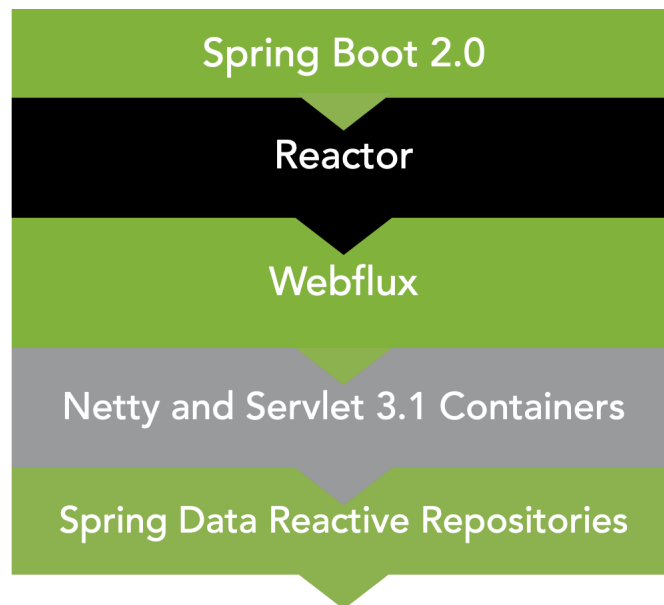 Spring Boot 2.0
Reactor
Webflux
Netty and Servlet 3.1 Containers
Spring Data Reactive Repositories